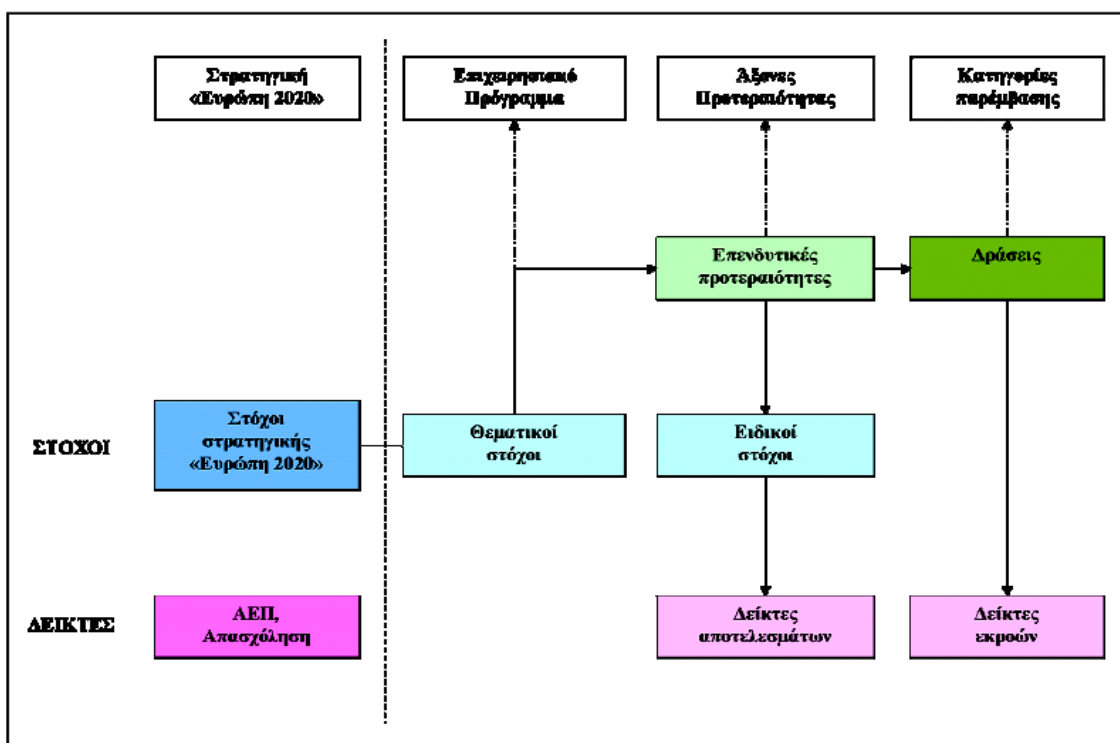 Στρατηγική
«Ευρώπη 2020»
Επιχειρησιακό
Πρόγραμμα
Άξονες
Προτεραιότητας
Κατηγορίες
παρέμβασης
Επενδυτικές
προτεραιότητες
Δράσεις
ΣΤΟΧΟΙ
Στόχοι
στρατηγικής
«Ευρώπη 2020»
Θεματικοί
στόχοι
Ειδικοί
στόχοι
ΔΕΙΚΤΕΣ
ΑΕΠ,
Απασχόληση
Δείκτες
αποτελεσμάτων
Δείκτες
εκροών